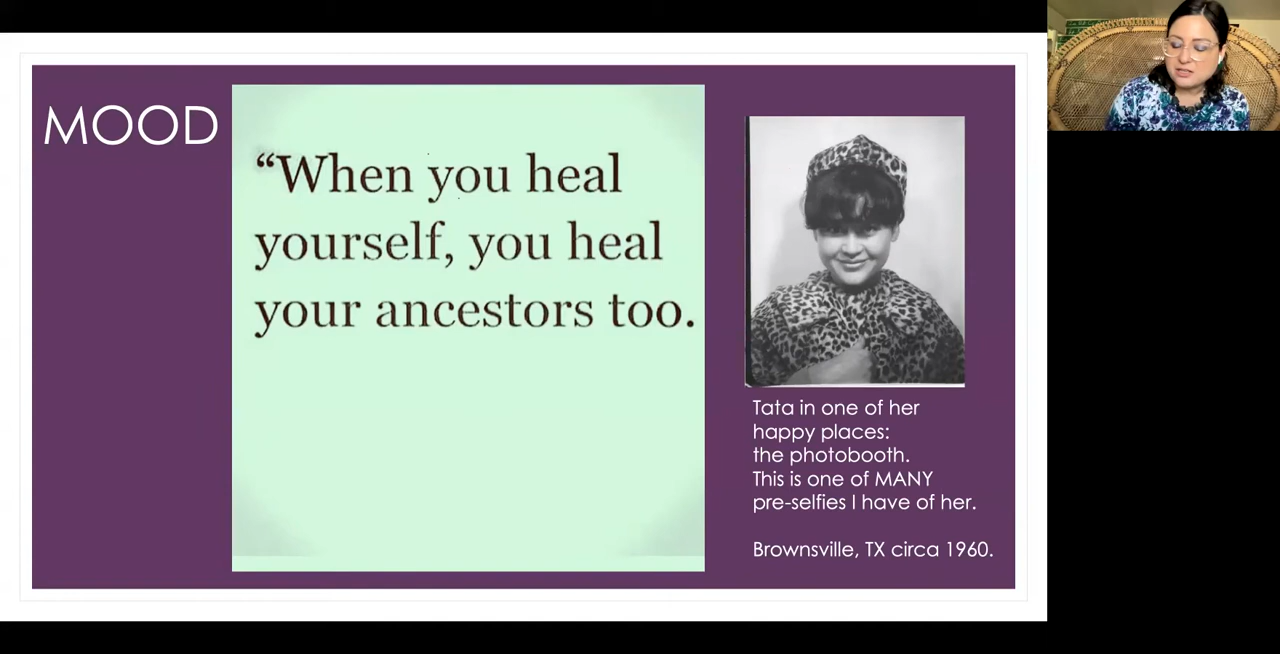 MOOD
“When you heal
yourself, you heal
your ancestors too.
Tata in one of her
happy places:
the photobooth.
This is one of MANY
pre-selfies I have of her.
Brownsville, TX circa 1960.